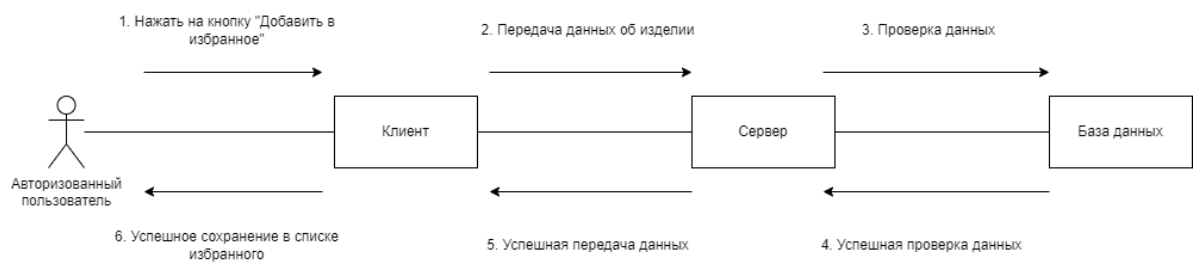 1. Нажать на кнопку "Добавить в
избранное"
2. Передача данных об изделии
3. Проверка данных
Клиент
Сервер
База данных
Авторизованный
пользователь
6. Успешное сохранение в списке
избранного
5. Успешная передача данных
4. Успешная проверка данных